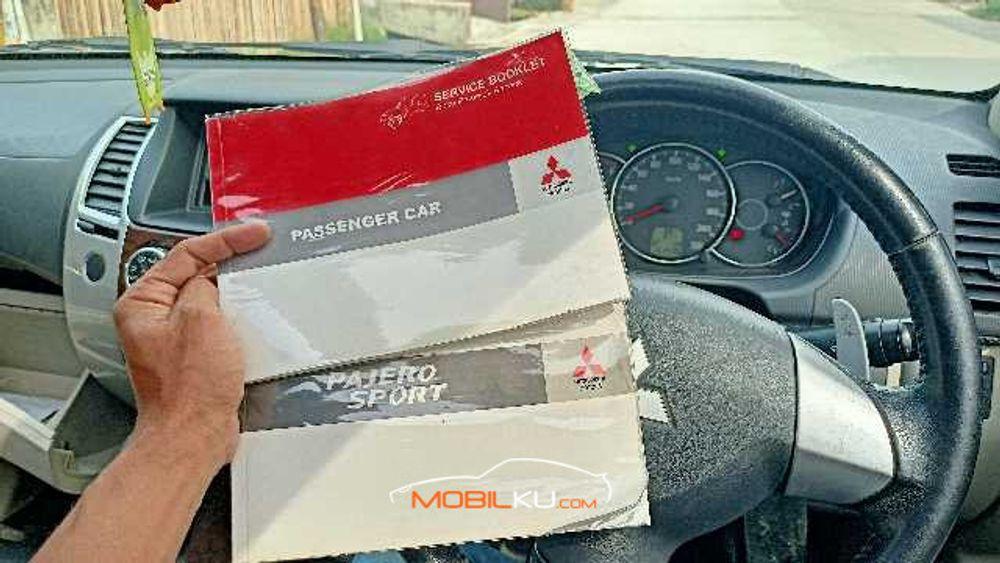 SERVICE BOOKLET
PASSENGER CAR
PAJERO
SPORT
MOBILKU.COM